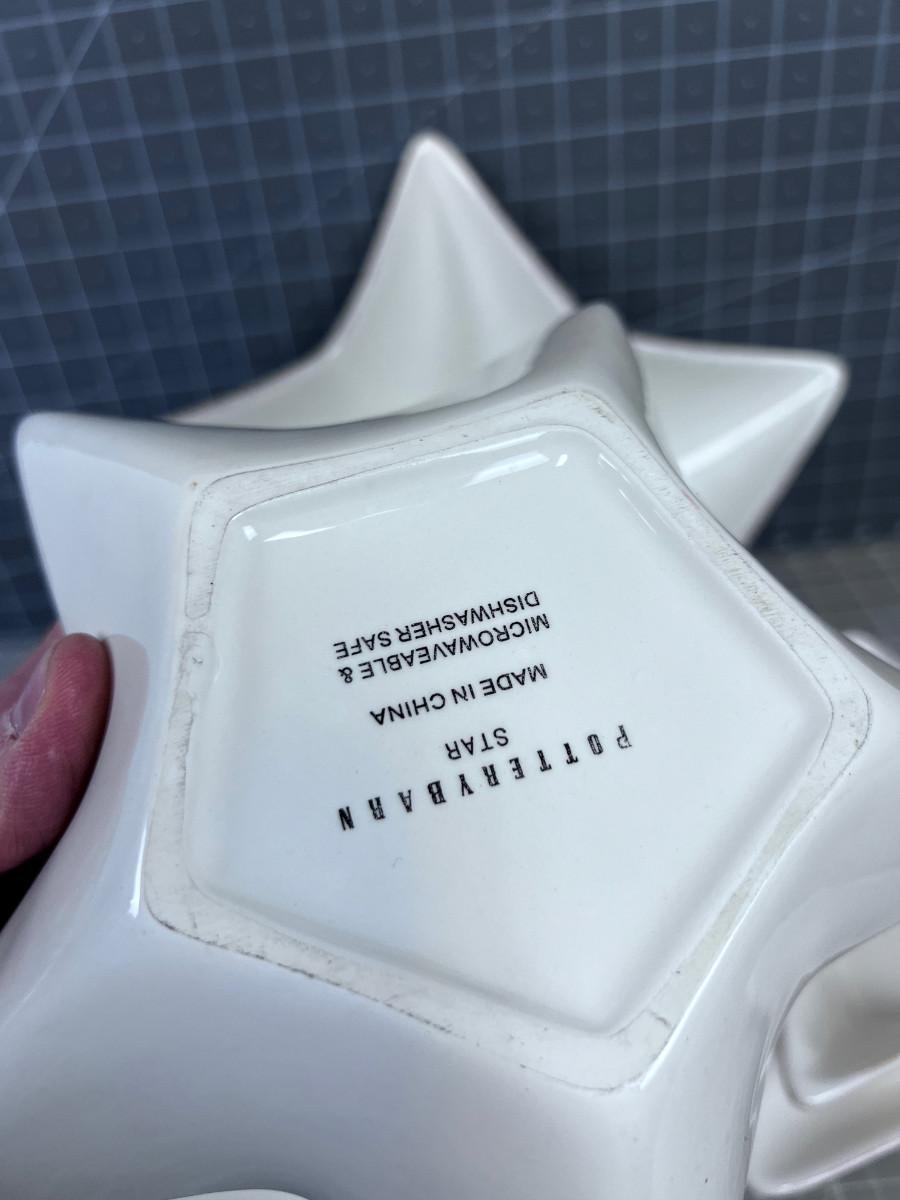 POTTERYBARN
STAR
MADE IN CHINA
MICROWAVEABLE &
DISHWASHER SAFE